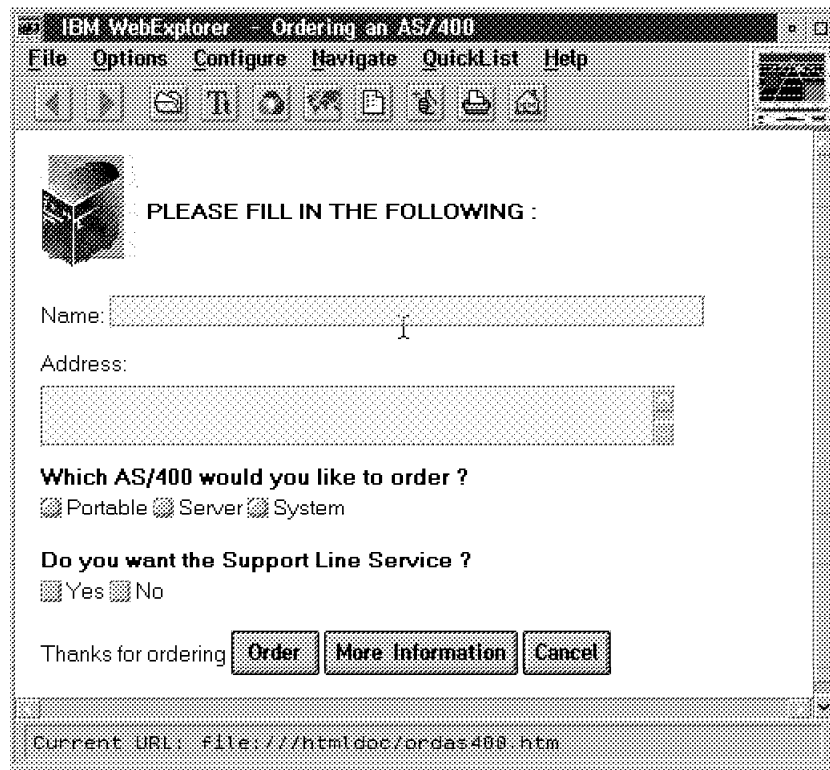 IBM WebExplorer - Ordering an AS/400
File Options Configure Navigate QuickList Help
PLEASE FILL IN THE FOLLOWING :
Name:
Address:
Which AS/400 would you like to order ?
Portable Server System
Do you want the Support Line Service ?
Yes No
Thanks for ordering Order More Information Cancel
Current URL: file:///htmldoc/ordas400.htm